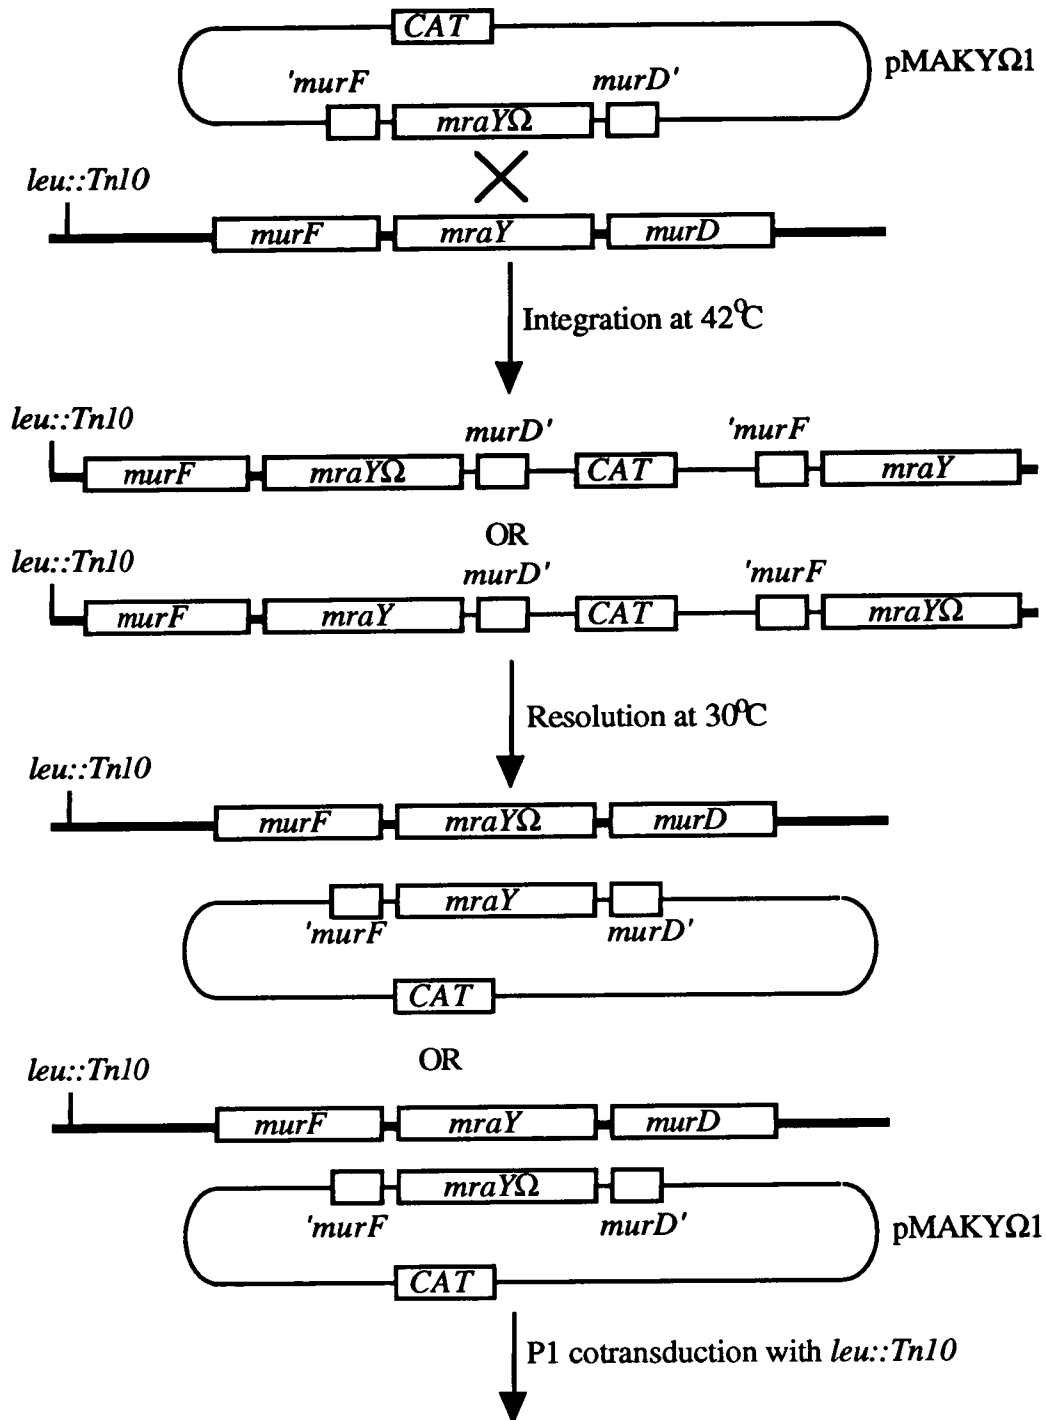 CAT
pMAKYΩ1
'murF murD'
mraYΩ
leu::Tn10
murF mraY murD
Integration at 42°C
leu::Tn10
murD' 'murF
murF mraYΩ CAT mraY
OR
leu::Tn10
murD' 'murF
murF mraY CAT mraYΩ
Resolution at 30°C
leu::Tn10
murF mraYΩ murD
mraY
'murF murD'
CAT
OR
leu::Tn10
murF mraY murD
mraYΩ
'murF murD' pMAKYΩ1
CAT
P1 cotransduction with leu::Tn10